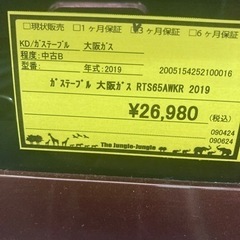 □現状販売 □1ヶ月保証 ☑3ヶ月保証 □6ヶ月保証
KD/ガステーブル 大阪ガス
程度:中古B
型番: 年式:2019 2005154252100016
ガステーブル 大阪ガス RTS65AWKR 2019
¥26,980 (税込)
090424
090624
The Jungle-Jungle